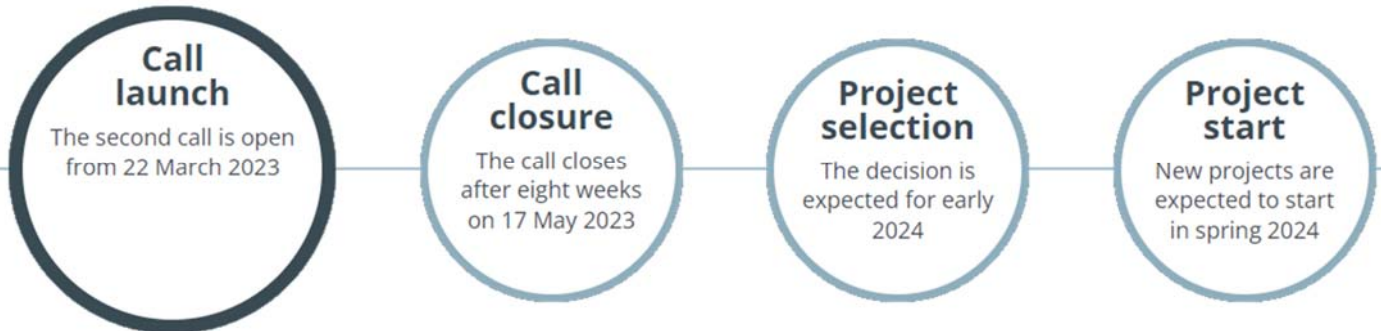 Call
launch
The second call is open
from 22 March 2023
Call
closure
The call closes
after eight weeks
on 17 May 2023
Project
selection
The decision is
expected for early
2024
Project
start
New projects are
expected to start
in spring 2024